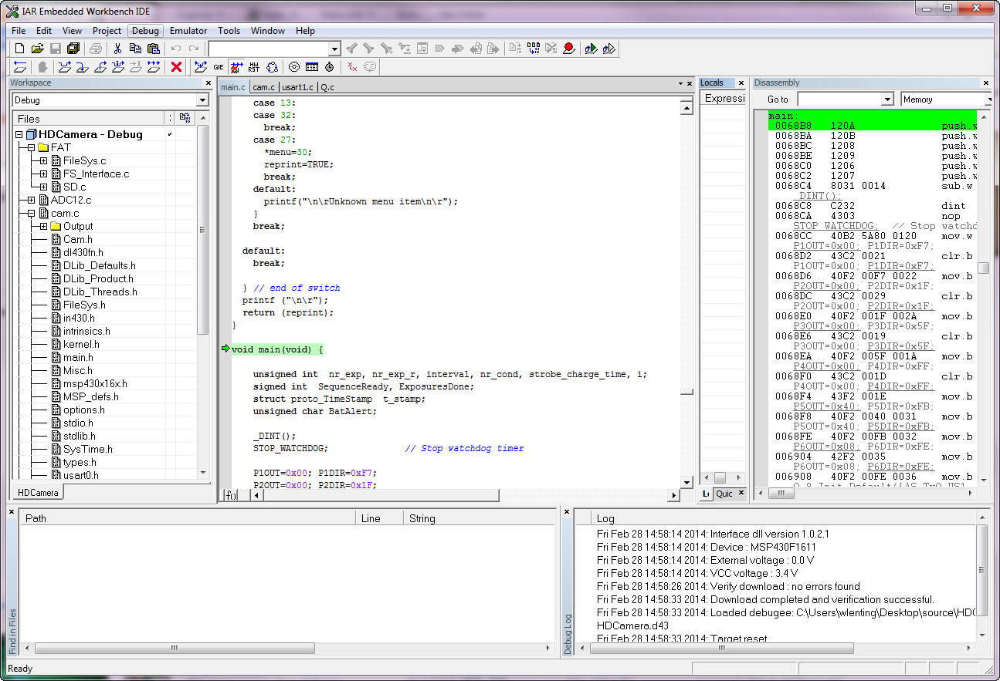 IAR Embedded Workbench IDE
File Edit View Project Debug Emulator Tools Window Help
GIE HW RST CC
Workspace
Debug
Files
HDCamera - Debug
FAT
FileSys.c
FS_Interface.c
SD.c
ADC12.c
cam.c
Output
Cam.h
dl430fn.h
DLib_Defaults.h
DLib_Product.h
DLib_Threads.h
FileSys.h
in430.h
intrinsics.h
kernel.h
main.h
Misc.h
msp430x16x.h
MSP_defs.h
options.h
stdio.h
stdlib.h
SysTime.h
types.h
usart0.h
HDCamera
main.c cam.c usart1.c Q.c
case 13:
case 32:
break;
case 27:
*menu=30;
reprint=TRUE;
break;
default:
printf("\n\rUnknown menu item\n\r");
}
break;
default:
break;
} // end of switch
printf ("\n\r");
return (reprint);
}
void main(void) {
unsigned int  nr_exp, nr_exp_r, interval, nr_cond, strobe_charge_time, i;
signed int  SequenceReady, ExposuresDone;
struct proto_TimeStamp  t_stamp;
unsigned char BatAlert;
_DINT();
STOP_WATCHDOG; // Stop watchdog timer
P1OUT=0x00; P1DIR=0xF7;
P2OUT=0x00; P2DIR=0x1F;
f()
Locals
Expressi
Quic
Disassembly
Go to Memory
main:
0068B8 120A push.w
0068BA 120B push.w
0068BC 1208 push.w
0068BE 1209 push.w
0068C0 1206 push.w
0068C2 1207 push.w
0068C4 8031 0014 sub.w
_DINT();
0068C8 C232 dint
0068CA 4303 nop
STOP_WATCHDOG; // Stop watchd
0068CC 40B2 5A80 0120 mov.w
P1OUT=0x00; P1DIR=0xF7;
0068D2 43C2 0021 clr.b
P1OUT=0x00; P1DIR=0xF7;
0068D6 40F2 00F7 0022 mov.b
P2OUT=0x00; P2DIR=0x1F;
0068DC 43C2 0029 clr.b
P2OUT=0x00; P2DIR=0x1F;
0068E0 40F2 001F 002A mov.b
P3OUT=0x00; P3DIR=0x5F;
0068E6 43C2 0019 clr.b
P3OUT=0x00; P3DIR=0x5F;
0068EA 40F2 005F 001A mov.b
P4OUT=0x00; P4DIR=0xFF;
0068F0 43C2 001D clr.b
P4OUT=0x00; P4DIR=0xFF;
0068F4 43F2 001E mov.b
P5OUT=0x40; P5DIR=0xFB;
0068F8 40F2 0040 0031 mov.b
P5OUT=0x40; P5DIR=0xFB;
0068FE 40F2 00FB 0032 mov.b
P6OUT=0x08; P6DIR=0xFE;
006904 42F2 0035 mov.b
P6OUT=0x08; P6DIR=0xFE;
006908 40F2 00FE 0036 mov.b
Path Line String
Find in Files
Log
Fri Feb 28 14:58:14 2014: Interface dll version 1.0.2.1
Fri Feb 28 14:58:14 2014: Device : MSP430F1611
Fri Feb 28 14:58:14 2014: External voltage : 0.0 V
Fri Feb 28 14:58:14 2014: VCC voltage : 3.4 V
Fri Feb 28 14:58:26 2014: Verify download : no errors found
Fri Feb 28 14:58:33 2014: Download completed and verification successful.
Fri Feb 28 14:58:33 2014: Loaded debugee: C:\Users\wlenting\Desktop\source\HDC
HDCamera.d43
Fri Feb 28 14:58:33 2014: Target reset
Debug Log
Ready